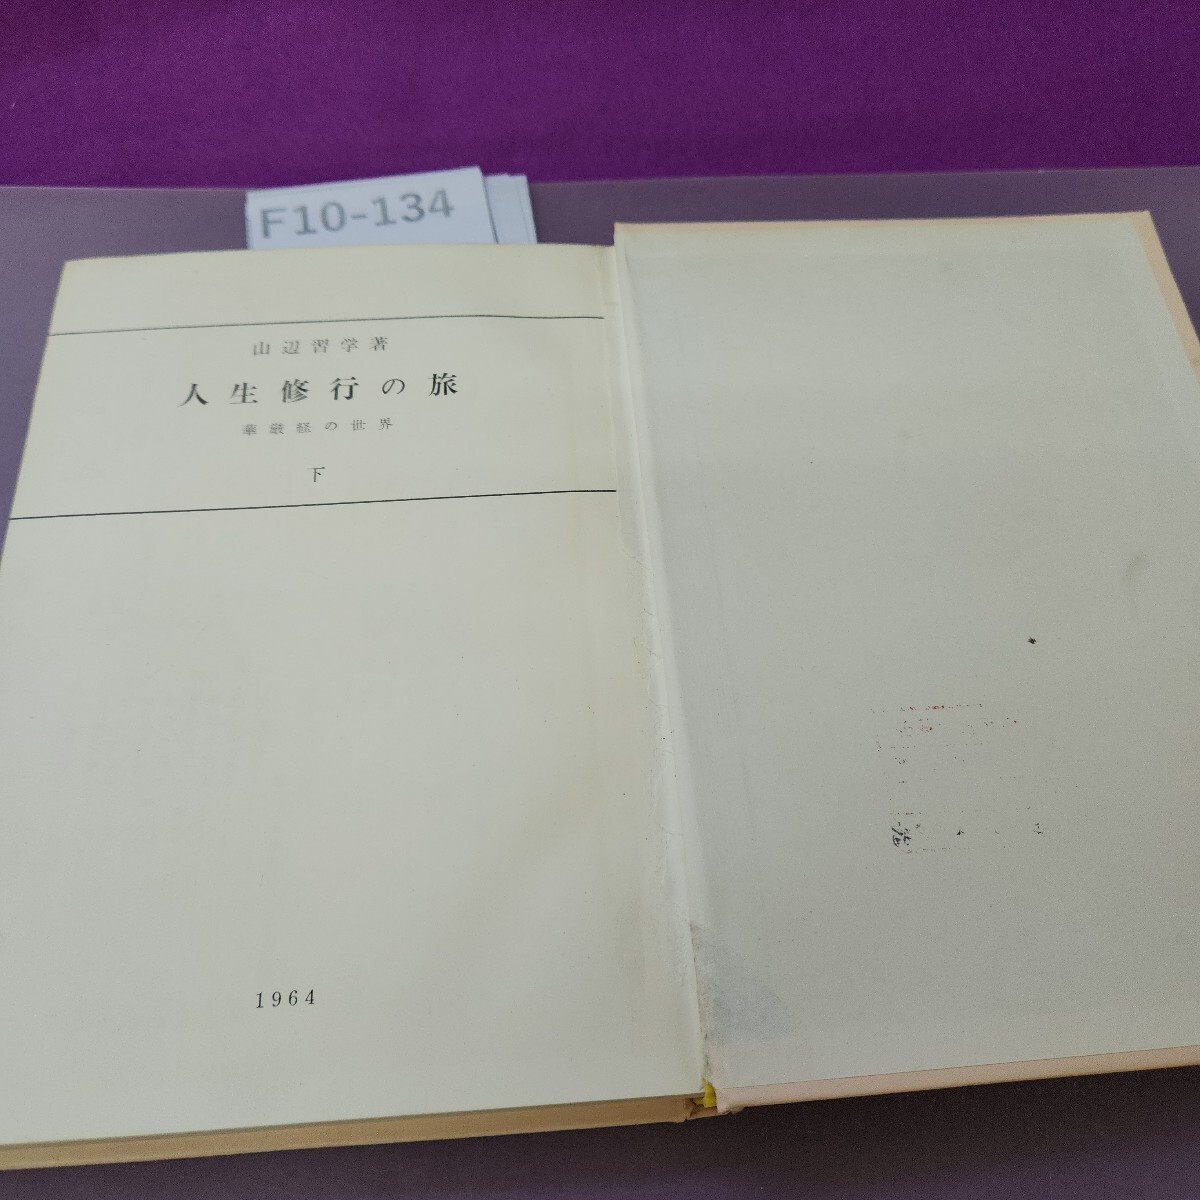 F10-134
山辺習学著
人生修行の旅
華厳経の世界
下
1964